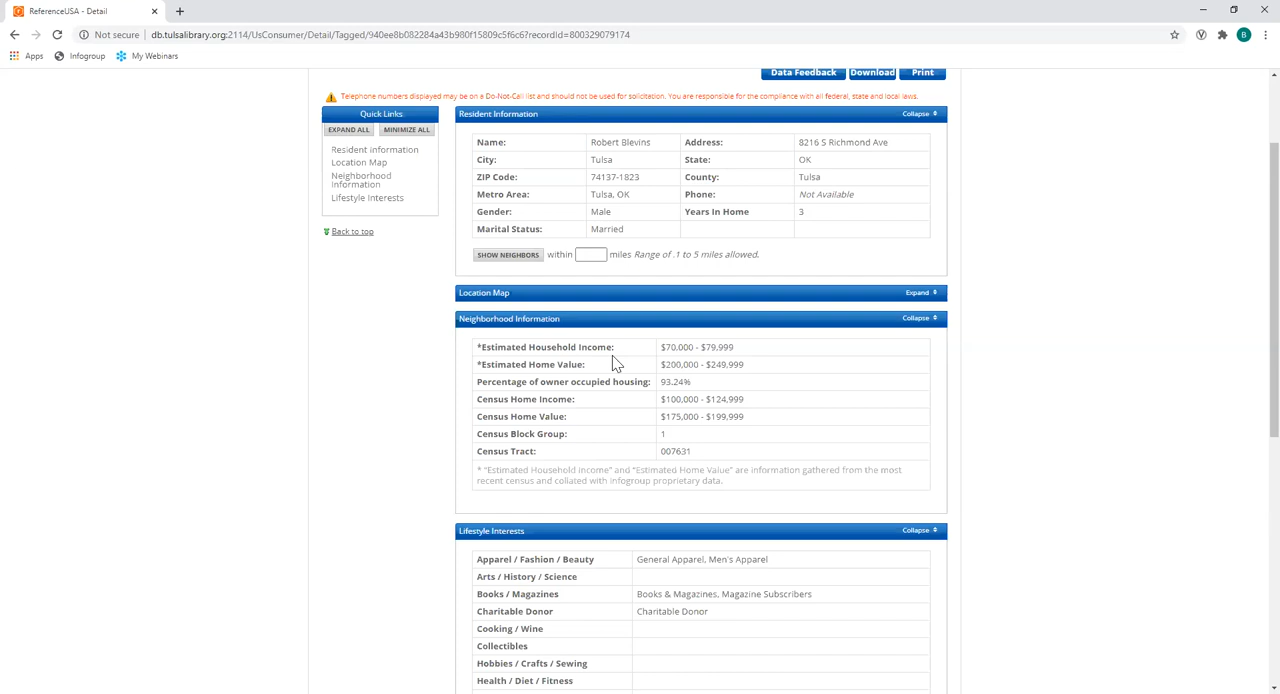 ReferenceUSA - Detail
Not secure | db.tulsalibrary.org:2114/UsConsumer/Detail/Tagged/940ee8b082284a43b980f15809c5f6c6?recordId=800329079174
B
Apps Infogroup My Webinars
Data Feedback Download Print
Telephone numbers displayed may be on a Do-Not-Call list and should not be used for solicitation. You are responsible for the compliance with all federal, state and local laws.
Quick Links
EXPAND ALL MINIMIZE ALL
Resident Information
Location Map
Neighborhood
Information
Lifestyle Interests
Back to top
Resident Information Collapse
Name: Robert Blevins Address: 8216 S Richmond Ave
City: Tulsa State: OK
ZIP Code: 74137-1823 County: Tulsa
Metro Area: Tulsa, OK Phone: Not Available
Gender: Male Years In Home 3
Marital Status: Married
SHOW NEIGHBORS within miles Range of .1 to 5 miles allowed.
Location Map Expand
Neighborhood Information Collapse
*Estimated Household Income: $70,000 - $79,999
*Estimated Home Value: $200,000 - $249,999
Percentage of owner occupied housing: 93.24%
Census Home Income: $100,000 - $124,999
Census Home Value: $175,000 - $199,999
Census Block Group: 1
Census Tract: 007631
* "Estimated Household Income" and "Estimated Home Value" are information gathered from the most
recent census and collated with infogroup proprietary data.
Lifestyle Interests Collapse
Apparel / Fashion / Beauty General Apparel, Men's Apparel
Arts / History / Science
Books / Magazines Books & Magazines, Magazine Subscribers
Charitable Donor Charitable Donor
Cooking / Wine
Collectibles
Hobbies / Crafts / Sewing
Health / Diet / Fitness